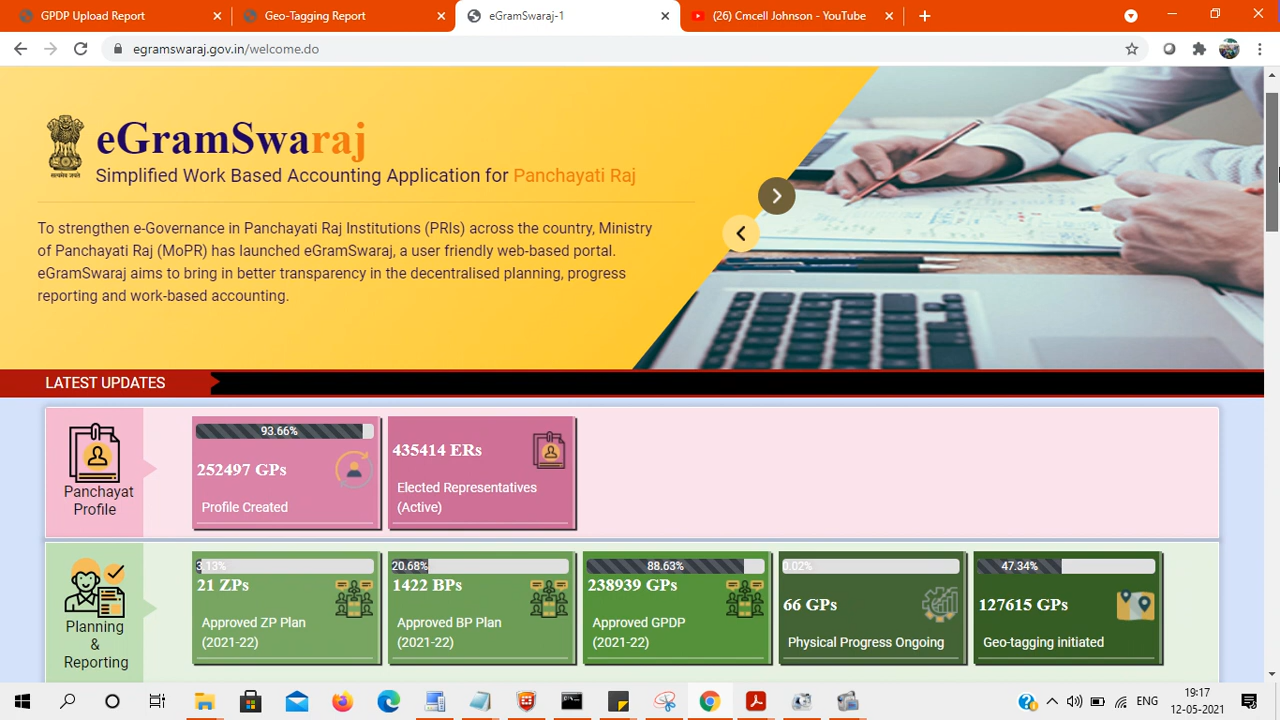 GPDP Upload Report
Geo-Tagging Report
eGramSwaraj-1
(26) Cmcell Johnson - YouTube
egramswaraj.gov.in/welcome.do
सत्यमेव जयते
eGramSwaraj
Simplified Work Based Accounting Application for Panchayati Raj
To strengthen e-Governance in Panchayat Raj Institutions (PRIs) across the country, Ministry
of Panchayati Raj (MoPR) has launched eGramSwaraj, a user friendly web-based portal.
eGramSwaraj aims to bring in better transparency in the decentralised planning, progress
reporting and work-based accounting.
LATEST UPDATES
Panchayat
Profile
93.66%
252497 GPs
Profile Created
435414 ERs
Elected Representatives
(Active)
Planning
&
Reporting
3.13%
21 ZPs
Approved ZP Plan
(2021-22)
20.68%
1422 BPs
Approved BP Plan
(2021-22)
88.63%
238939 GPs
Approved GPDP
(2021-22)
0.02%
66 GPs
Physical Progress Ongoing
47.34%
127615 GPs
Geo-tagging initiated
ENG
19:17
12-05-2021